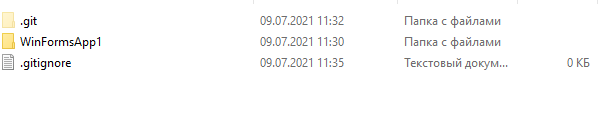 .git 09.07.2021 11:32 Папка с файлами
WinFormsApp1 09.07.2021 11:30 Папка с файлами
.gitignore 09.07.2021 11:35 Текстовый докум... 0 КБ